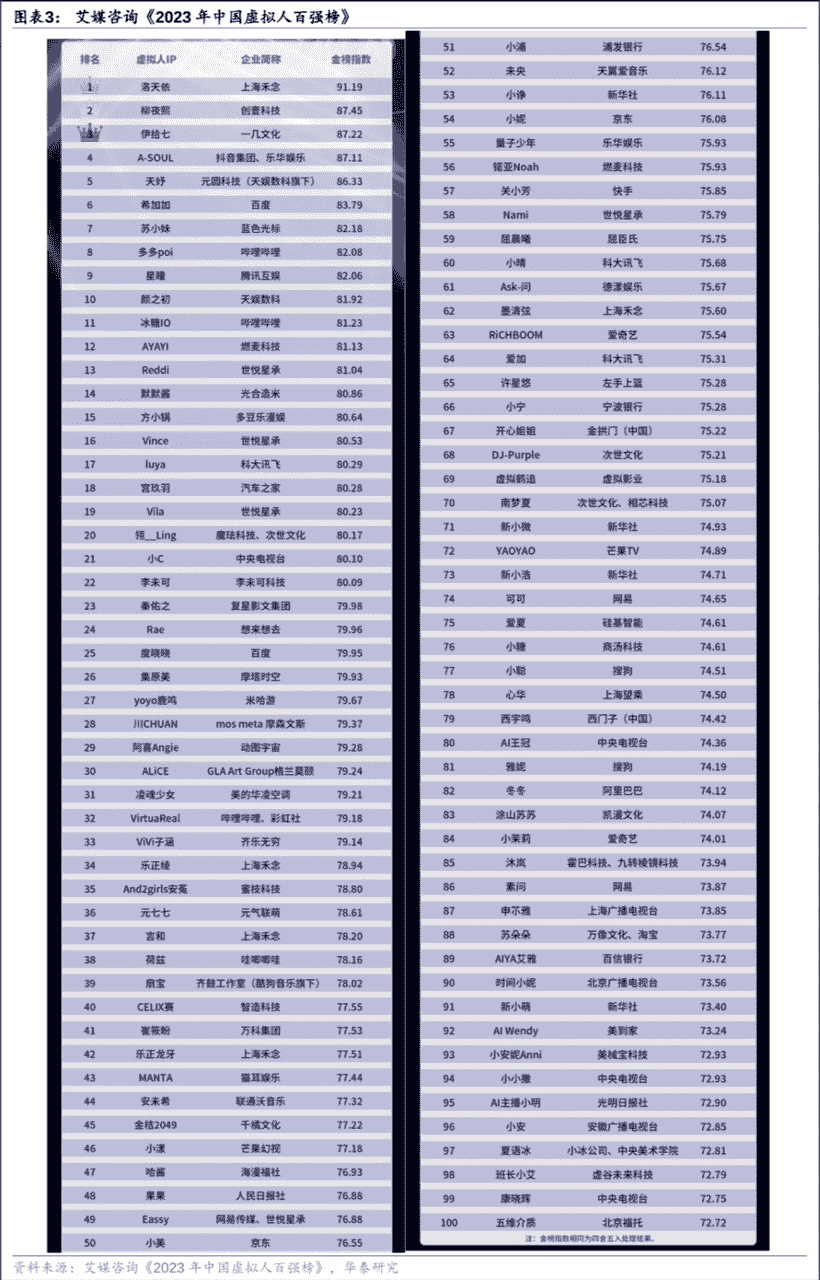 图表3： 艾媒咨询《2023 年中国虚拟人百强榜》
排名 虚拟人IP 企业简称 金榜指数
1 洛天依 上海禾念 91.19
2 柳夜熙 创壹科技 87.45
3 伊拾七 一几文化 87.22
4 A-SOUL 抖音集团、乐华娱乐 87.11
5 天妤 元圆科技（天娱数科旗下） 86.33
6 希加加 百度 83.79
7 苏小妹 蓝色光标 82.18
8 多多poi 哔哩哔哩 82.08
9 星瞳 腾讯互娱 82.06
10 颜之初 天娱数科 81.92
11 冰糖IO 哔哩哔哩 81.23
12 AYAYI 燃麦科技 81.13
13 Reddi 世悦星承 81.04
14 默默酱 光合造米 80.86
15 方小锅 多豆乐漫娱 80.64
16 Vince 世悦星承 80.53
17 luya 科大讯飞 80.29
18 宫玖羽 汽车之家 80.28
19 Vila 世悦星承 80.23
20 翎__Ling 魔珐科技、次世文化 80.17
21 小C 中央电视台 80.10
22 李未可 李未可科技 80.09
23 秦佑之 复星影文集团 79.98
24 Rae 想来想去 79.96
25 度晓晓 百度 79.95
26 集原美 摩塔时空 79.93
27 yoyo鹿鸣 米哈游 79.67
28 川CHUAN mos meta 摩森文斯 79.37
29 阿喜Angie 动图宇宙 79.28
30 ALiCE GLA Art Group格兰莫颐 79.24
31 凌魂少女 美的华凌空调 79.21
32 VirtuaReal 哔哩哔哩、彩虹社 79.18
33 ViVi子涵 齐乐无穷 79.14
34 乐正绫 上海禾念 78.94
35 And2girls安菟 蜜枝科技 78.80
36 元七七 元气联萌 78.61
37 言和 上海禾念 78.20
38 荷兹 哇唧唧哇 78.16
39 扇宝 齐鼓工作室（酷狗音乐旗下） 78.02
40 CELIX赛 智造科技 77.55
41 崔筱盼 万科集团 77.53
42 乐正龙牙 上海禾念 77.51
43 MANTA 猫耳娱乐 77.44
44 安未希 联通沃音乐 77.32
45 金桔2049 千橘文化 77.22
46 小漾 芒果幻视 77.18
47 哈酱 海漫福社 76.93
48 果果 人民日报社 76.88
49 Eassy 网易传媒、世悦星承 76.88
50 小美 京东 76.55
51 小浦 浦发银行 76.54
52 未央 天翼爱音乐 76.12
53 小诤 新华社 76.11
54 小妮 京东 76.08
55 量子少年 乐华娱乐 75.93
56 锘亚Noah 燃麦科技 75.93
57 关小芳 快手 75.85
58 Nami 世悦星承 75.79
59 屈晨曦 屈臣氏 75.75
60 小晴 科大讯飞 75.68
61 Ask-问 德漾娱乐 75.67
62 墨清弦 上海禾念 75.60
63 RiCHBOOM 爱奇艺 75.54
64 爱加 科大讯飞 75.31
65 许星悠 左手上篮 75.28
66 小宁 宁波银行 75.28
67 开心姐姐 金拱门（中国） 75.22
68 DJ-Purple 次世文化 75.21
69 虚拟鹤追 虚拟影业 75.18
70 南梦夏 次世文化、相芯科技 75.07
71 新小微 新华社 74.93
72 YAOYAO 芒果TV 74.89
73 新小浩 新华社 74.71
74 可可 网易 74.65
75 爱夏 硅基智能 74.61
76 小糖 商汤科技 74.61
77 小聪 搜狗 74.51
78 心华 上海望乘 74.50
79 西宇鸣 西门子（中国） 74.42
80 AI王冠 中央电视台 74.36
81 雅妮 搜狗 74.19
82 冬冬 阿里巴巴 74.12
83 涂山苏苏 凯漫文化 74.07
84 小茉莉 爱奇艺 74.01
85 沐岚 霍巴科技、九转棱镜科技 73.94
86 素问 网易 73.87
87 申䒕雅 上海广播电视台 73.85
88 苏朵朵 万像文化、淘宝 73.77
89 AIYA艾雅 百信银行 73.72
90 时间小妮 北京广播电视台 73.56
91 新小萌 新华社 73.40
92 AI Wendy 美到家 73.24
93 小安妮Anni 美械宝科技 72.93
94 小小撒 中央电视台 72.93
95 AI主播小明 光明日报社 72.90
96 小安 安徽广播电视台 72.85
97 夏语冰 小冰公司、中央美术学院 72.81
98 班长小艾 虚谷未来科技 72.79
99 康晓辉 中央电视台 72.75
100 五维介质 北京福托 72.72
注：金榜指数相同为四舍五入处理结果。
资料来源：艾媒咨询《2023 年中国虚拟人百强榜》，华泰研究